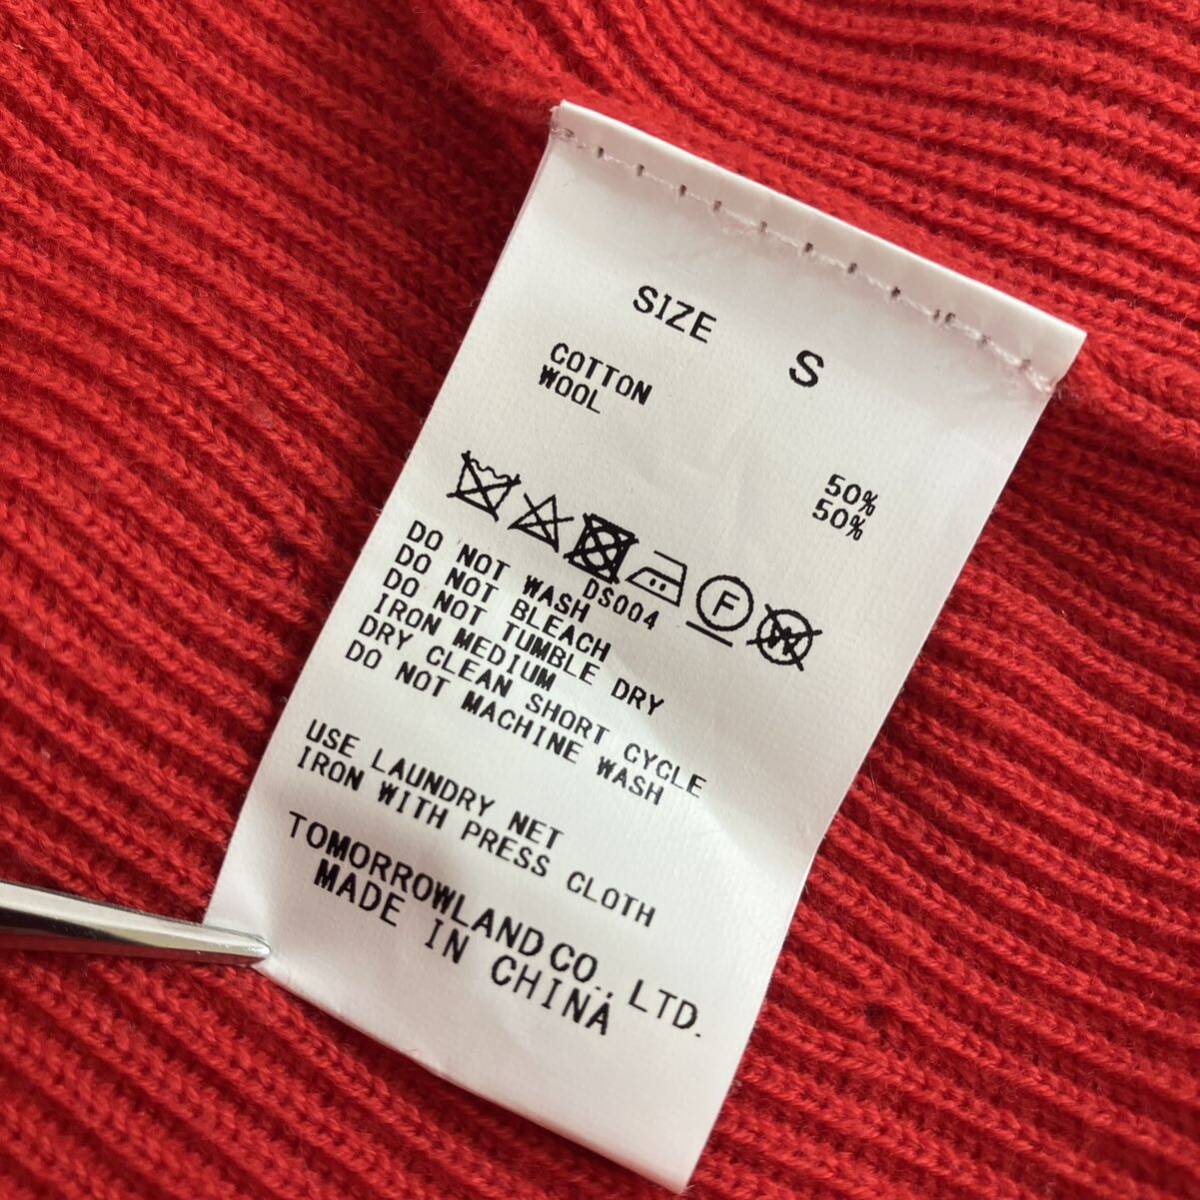 SIZE S
COTTON 50%
WOOL 50%
F W
DS004
DO NOT WASH
DO NOT BLEACH
DO NOT TUMBLE DRY
IRON MEDIUM
DRY CLEAN SHORT CYCLE
DO NOT MACHINE WASH
USE LAUNDRY NET
IRON WITH PRESS CLOTH
TOMORROWLAND CO., LTD.
MADE IN CHINA